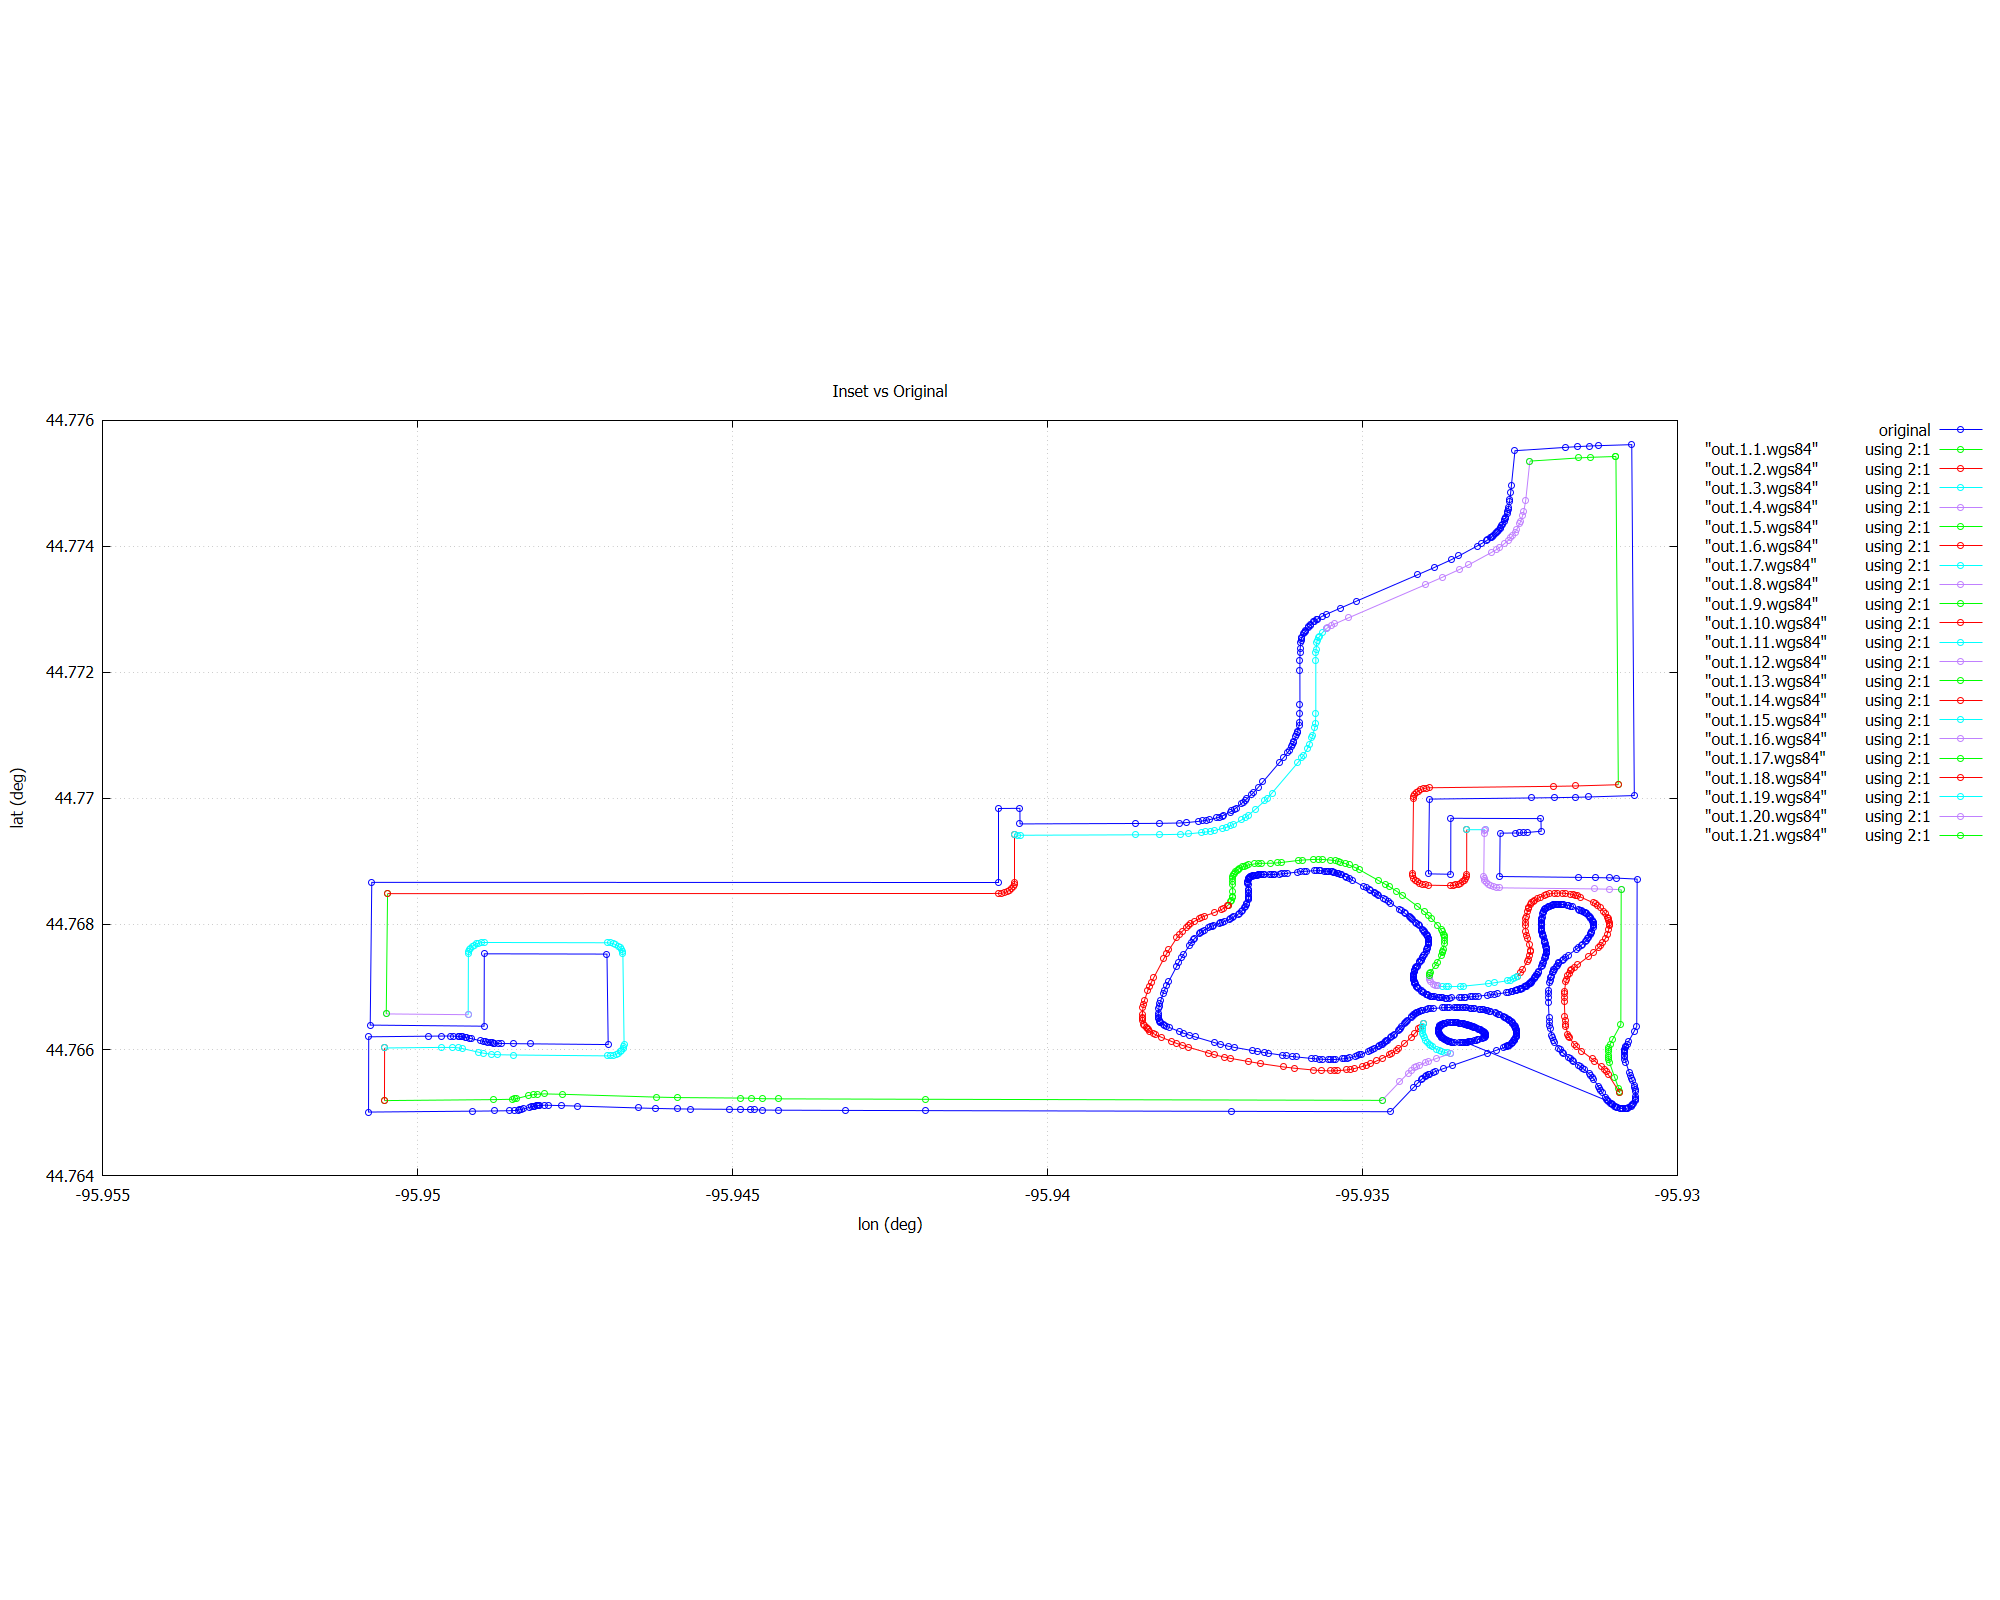 Inset vs Original
44.776
44.774
44.772
44.77
44.768
44.766
44.764
lat (deg)
-95.955 -95.95 -95.945 -95.94 -95.935 -95.93
lon (deg)
original
"out.1.1.wgs84" using 2:1
"out.1.2.wgs84" using 2:1
"out.1.3.wgs84" using 2:1
"out.1.4.wgs84" using 2:1
"out.1.5.wgs84" using 2:1
"out.1.6.wgs84" using 2:1
"out.1.7.wgs84" using 2:1
"out.1.8.wgs84" using 2:1
"out.1.9.wgs84" using 2:1
"out.1.10.wgs84" using 2:1
"out.1.11.wgs84" using 2:1
"out.1.12.wgs84" using 2:1
"out.1.13.wgs84" using 2:1
"out.1.14.wgs84" using 2:1
"out.1.15.wgs84" using 2:1
"out.1.16.wgs84" using 2:1
"out.1.17.wgs84" using 2:1
"out.1.18.wgs84" using 2:1
"out.1.19.wgs84" using 2:1
"out.1.20.wgs84" using 2:1
"out.1.21.wgs84" using 2:1